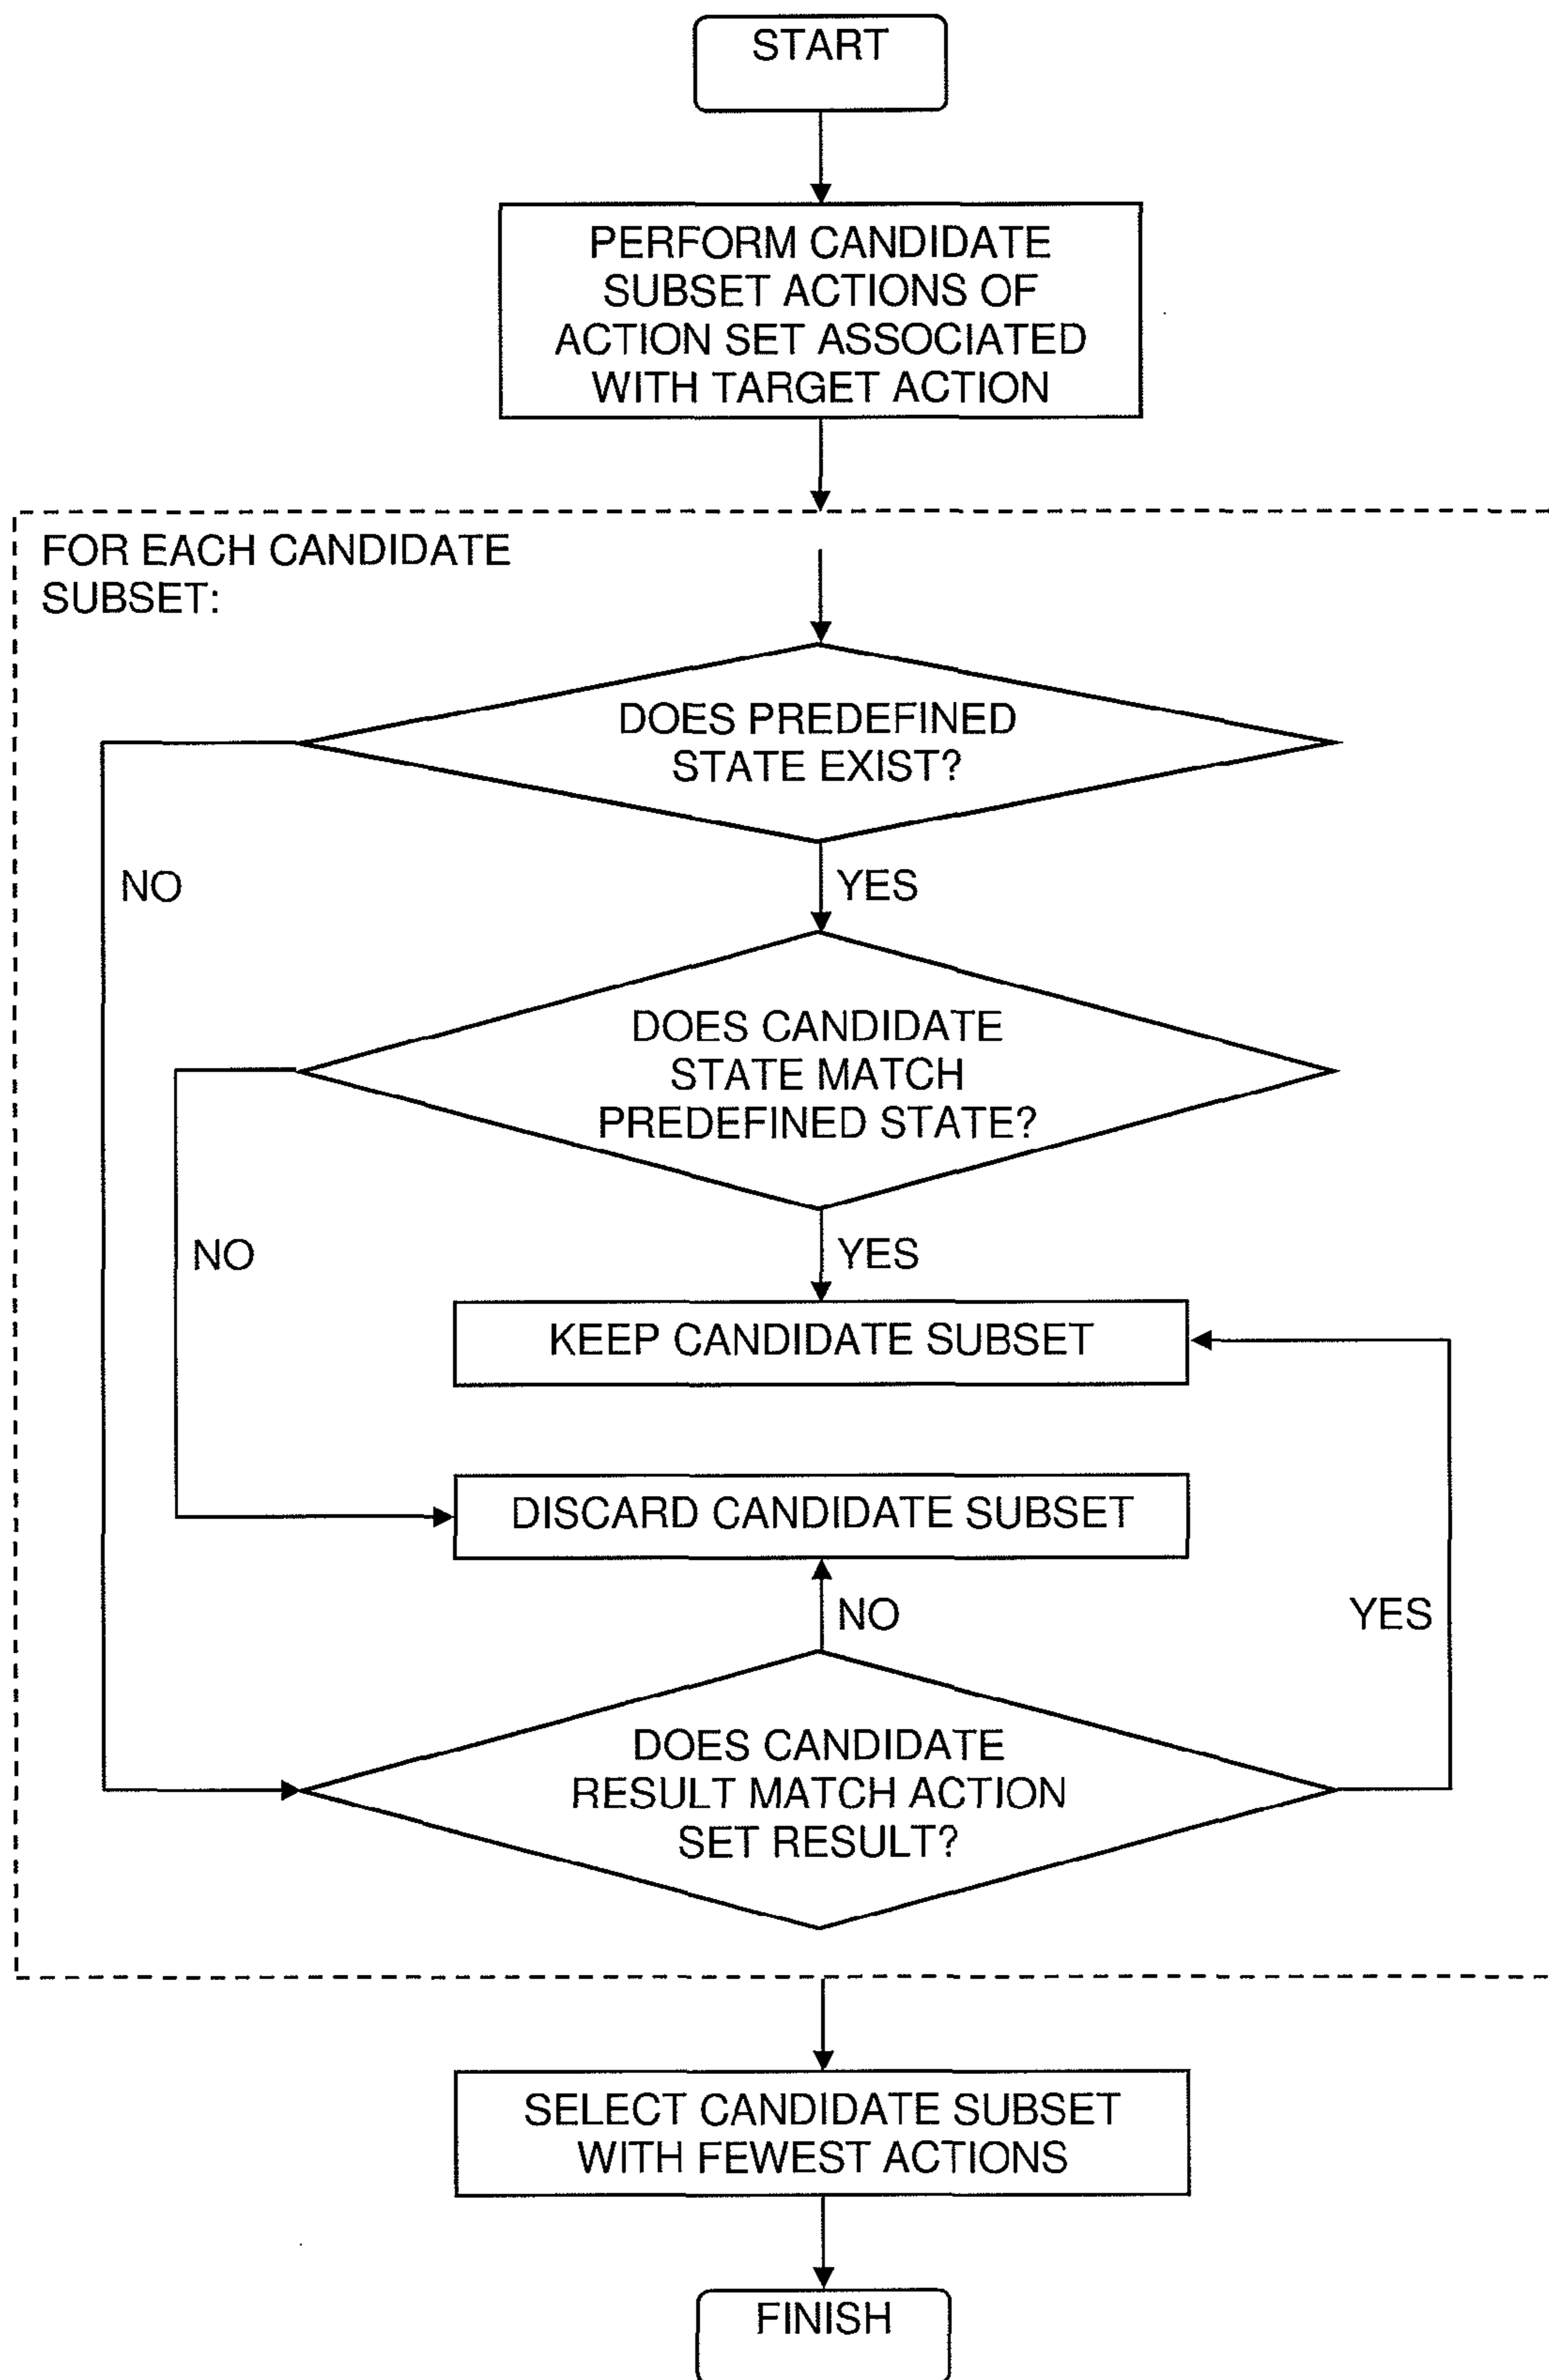 START
PERFORM CANDIDATE
SUBSET ACTIONS OF
ACTION SET ASSOCIATED
WITH TARGET ACTION
FOR EACH CANDIDATE
SUBSET:
DOES PREDEFINED
STATE EXIST?
NO
YES
DOES CANDIDATE
STATE MATCH
PREDEFINED STATE?
NO
YES
KEEP CANDIDATE SUBSET
DISCARD CANDIDATE SUBSET
NO
YES
DOES CANDIDATE
RESULT MATCH ACTION
SET RESULT?
SELECT CANDIDATE SUBSET
WITH FEWEST ACTIONS
FINISH